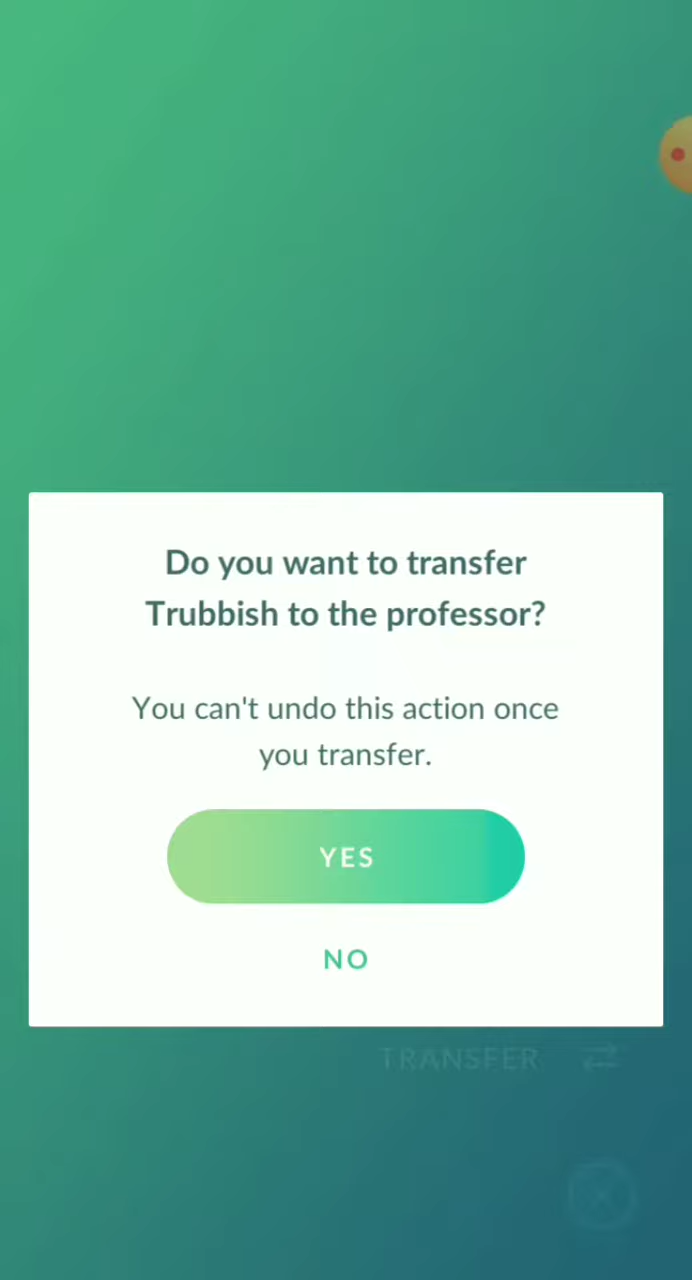 Do you want to transfer
Trubbish to the professor?
You can't undo this action once
you transfer.
YES
NO
TRANSFER